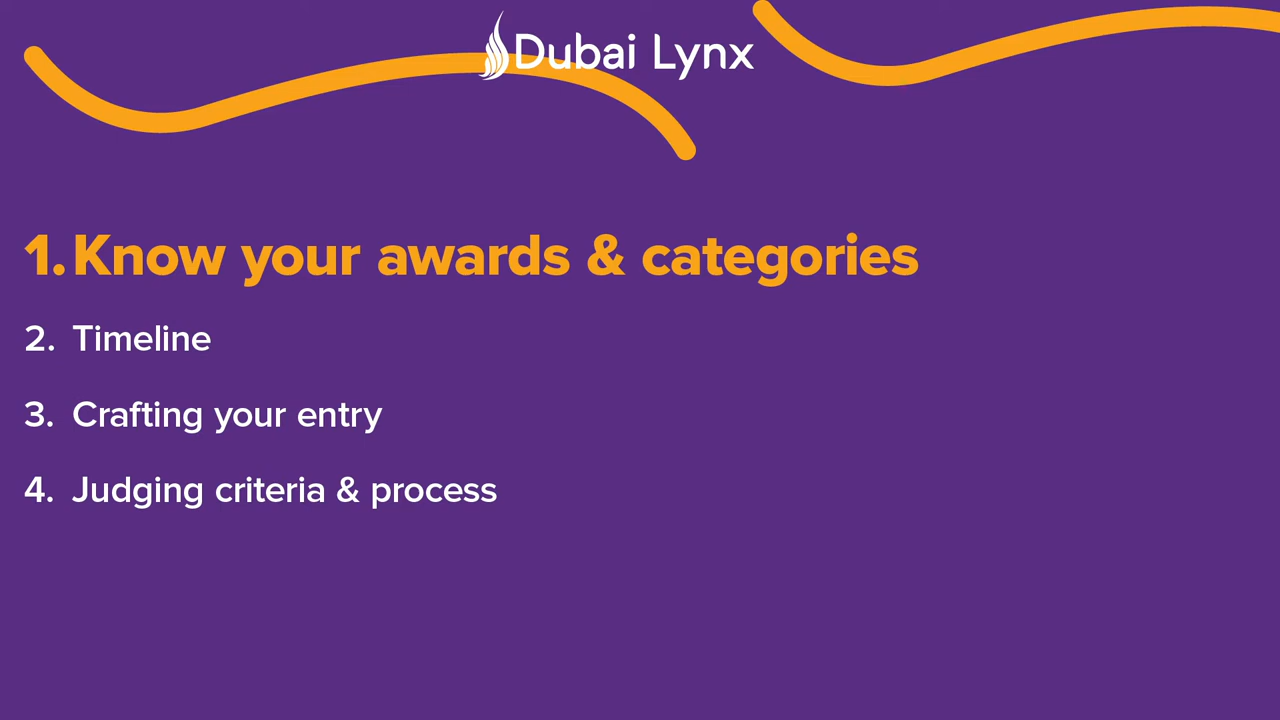 Dubai Lynx
1. Know your awards & categories
2. Timeline
3. Crafting your entry
4. Judging criteria & process